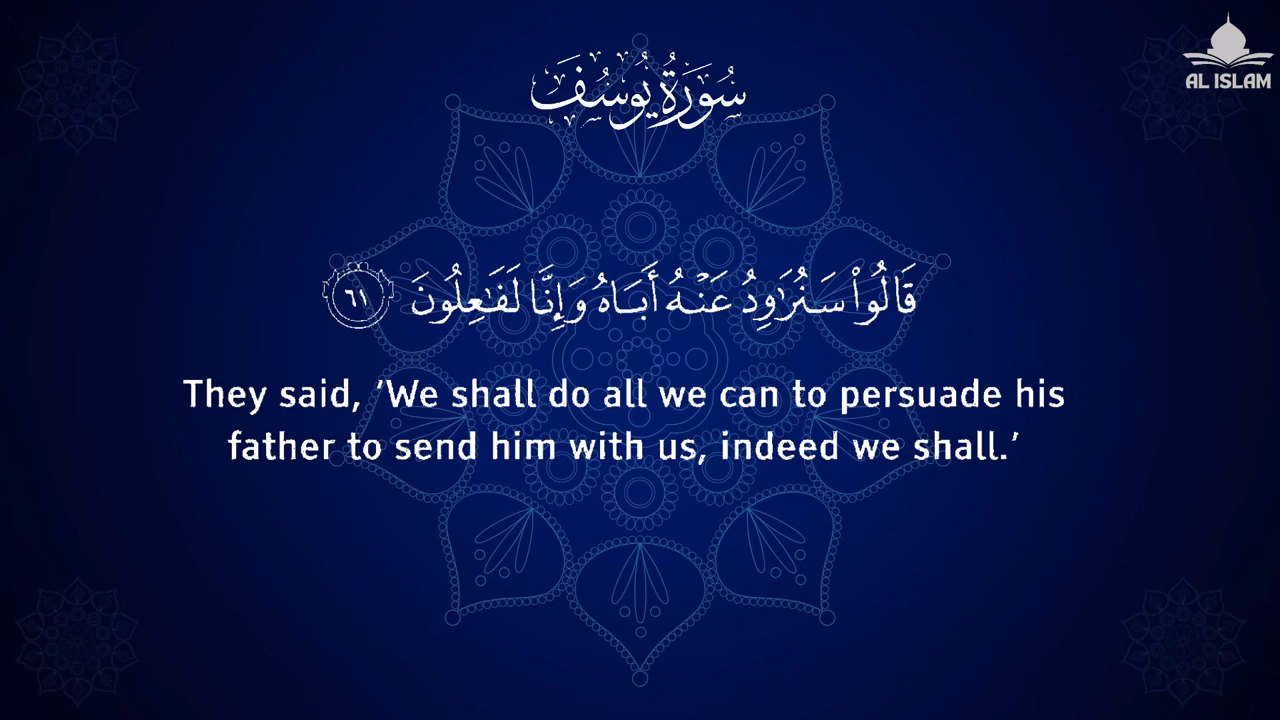 سُورَةُ يُوسُفَ
AL ISLAM
قَالُوا۟ سَنُرَٰوِدُ عَنْهُ أَبَاهُ وَإِنَّا لَفَـٰعِلُونَ ٦١
They said, ‘We shall do all we can to persuade his
father to send him with us, indeed we shall.’